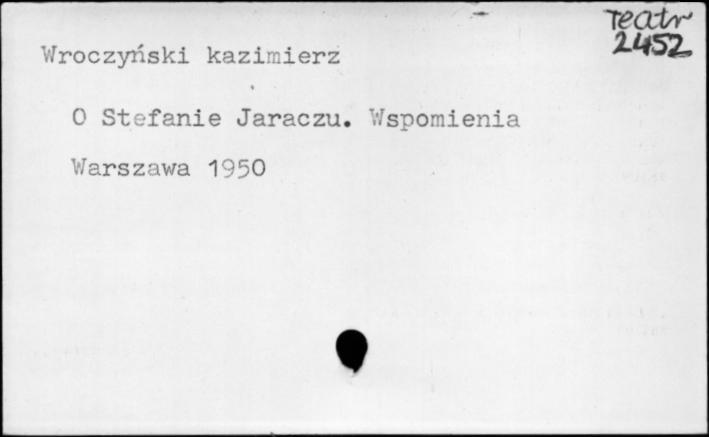 Teatr
2452
Wroczyński kazimierz
O Stefanie Jaraczu. Wspomienia
Warszawa 1950